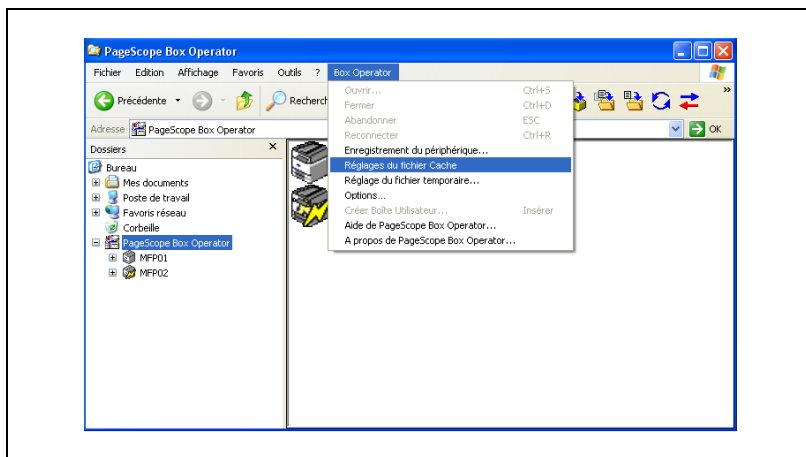 PageScope Box Operator
Fichier Edition Affichage Favoris Outils ? Box Operator
Précédente Recherch
Adresse PageScope Box Operator OK
Dossiers
Bureau
Mes documents
Poste de travail
Favoris réseau
Corbeille
PageScope Box Operator
MFP01
MFP02
Ouvrir... Ctrl+S
Fermer Ctrl+D
Abandonner ESC
Reconnecter Ctrl+R
Enregistrement du périphérique...
Réglages du fichier Cache
Réglage du fichier temporaire...
Options...
Créer Boîte Utilisateur... Insérer
Aide de PageScope Box Operator...
A propos de PageScope Box Operator...